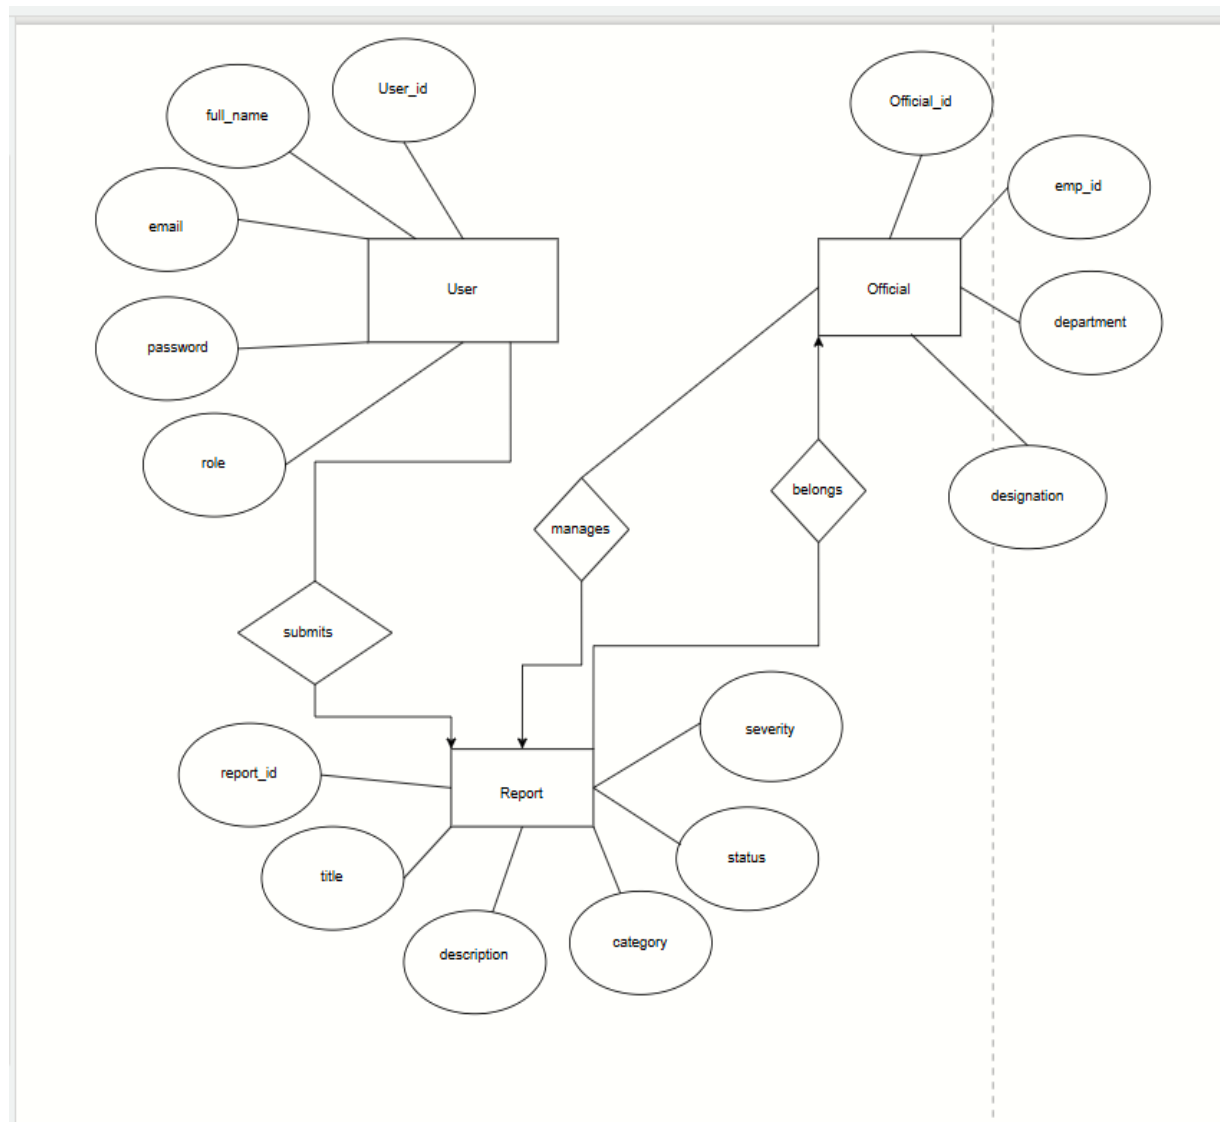 User_id
full_name
Official_id
emp_id
email
User
Official
department
password
role
belongs
designation
manages
submits
severity
report_id
Report
status
title
category
description